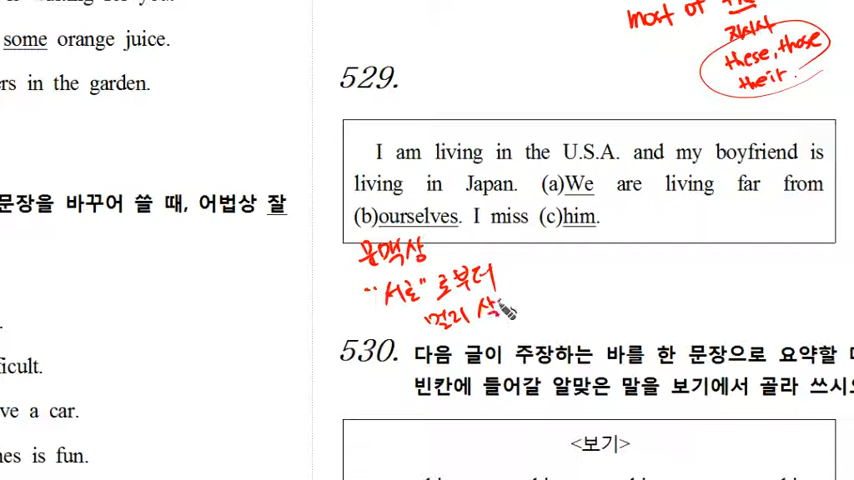 most of
some orange juice.
these, those
their
ers in the garden.
529.
I am living in the U.S.A. and my boyfriend is
living in Japan. (a)We are living far from
(b)ourselves. I miss (c)him.
문장을 바꾸어 쓸 때, 어법상 잘
문맥상
"서로"로부터
멀리
530. 다음 글이 주장하는 바를 한 문장으로 요약할
빈칸에 들어갈 알맞은 말을 보기에서 골라 쓰시오
ficult.
ve a car.
nes is fun.
<보기>